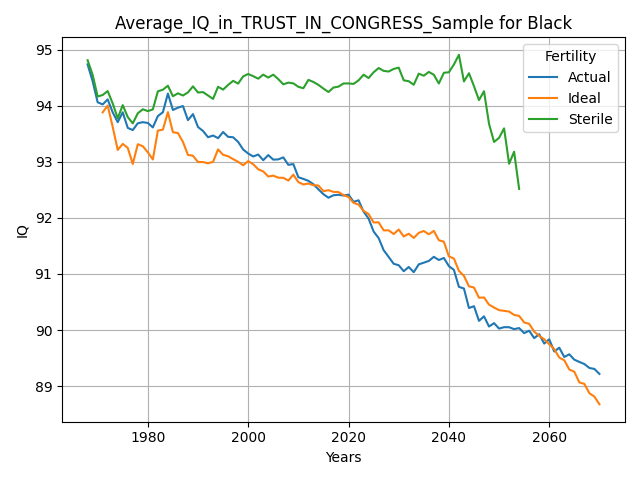 Average_IQ_in_TRUST_IN_CONGRESS_Sample for Black
95
94
93
92
91
90
89
IQ
1980
2000
2020
2040
2060
Years
Fertility
Actual
Ideal
Sterile